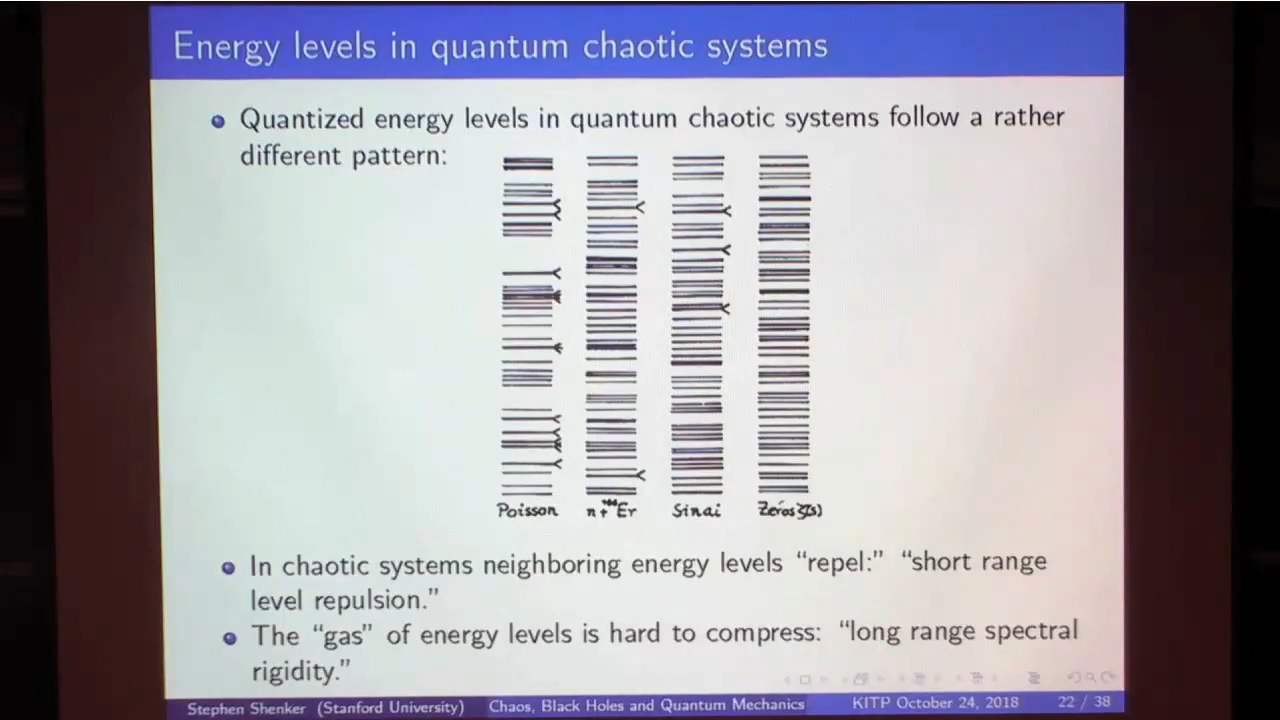 Energy levels in quantum chaotic systems
Quantized energy levels in quantum chaotic systems follow a rather
different pattern:
Poisson n+¹⁶⁶Er Sinai Zeros ζ(s)
In chaotic systems neighboring energy levels “repel:” “short range
level repulsion.”
The “gas” of energy levels is hard to compress: “long range spectral
rigidity.”
Stephen Shenker (Stanford University) Chaos, Black Holes and Quantum Mechanics KITP October 24, 2018 22 / 38